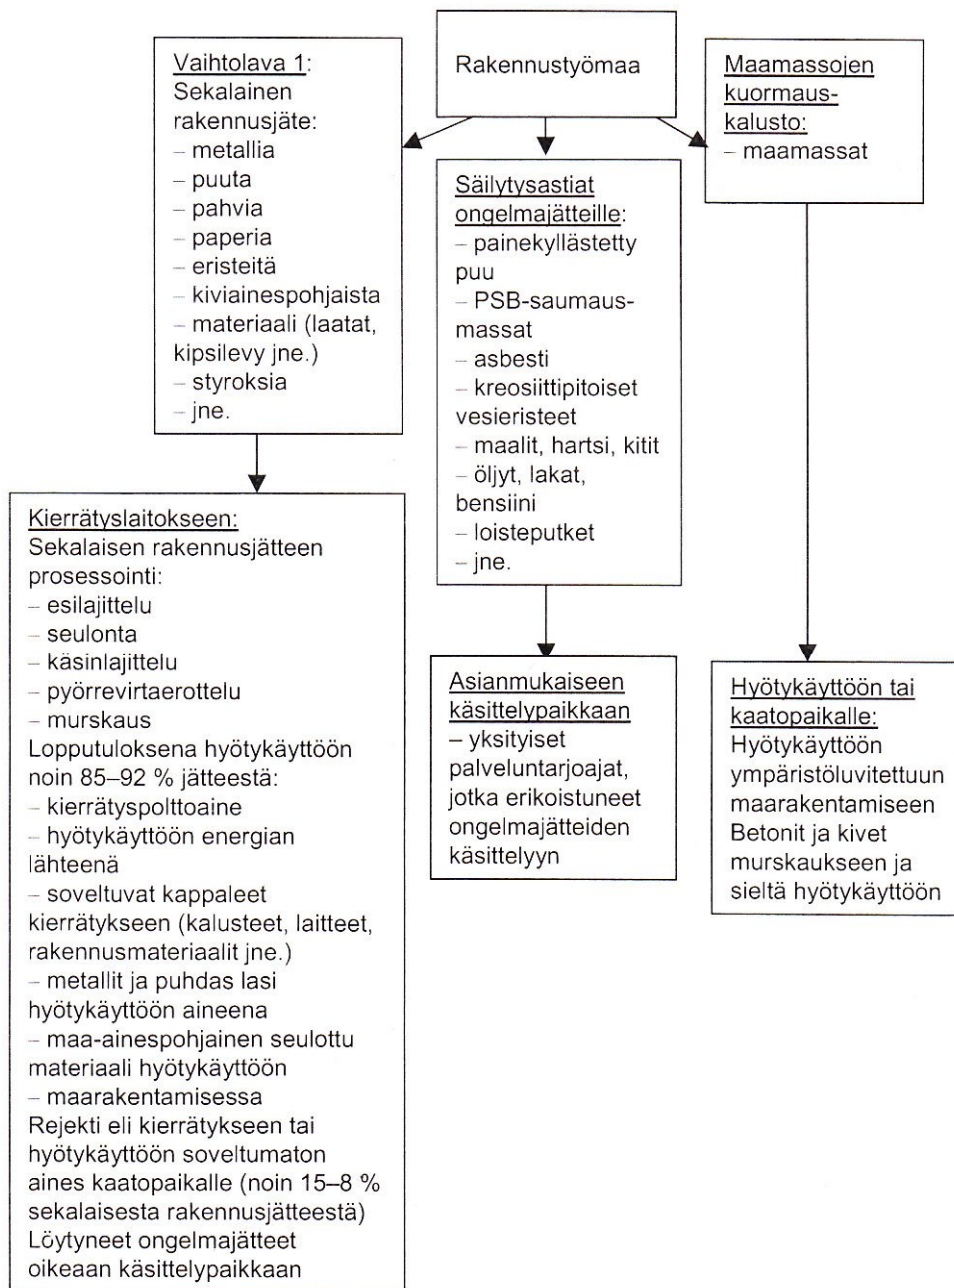 Rakennustyömaa
Vaihtolava 1:
Sekalainen
rakennusjäte:
– metallia
– puuta
– pahvia
– paperia
– eristeitä
– kiviainespohjaista
– materiaali (laatat,
kipsilevy jne.)
– styroksia
– jne.
Säilytysastiat
ongelmajätteille:
– painekyllästetty
puu
– PSB-saumaus-
massat
– asbesti
– kreosiittipitoiset
vesieristeet
– maalit, hartsi, kitit
– öljyt, lakat,
bensiini
– loisteputket
– jne.
Maamassojen
kuormaus-
kalusto:
– maamassat
Kierrätyslaitokseen:
Sekalaisen rakennusjätteen
prosessointi:
– esilajittelu
– seulonta
– käsinlajittelu
– pyörrevirtaerottelu
– murskaus
Lopputuloksena hyötykäyttöön
noin 85–92 % jätteestä:
– kierrätyspolttoaine
– hyötykäyttöön energian
lähteenä
– soveltuvat kappaleet
kierrätykseen (kalusteet, laitteet,
rakennusmateriaalit jne.)
– metallit ja puhdas lasi
hyötykäyttöön aineena
– maa-ainespohjainen seulottu
materiaali hyötykäyttöön
– maarakentamisessa
Rejekti eli kierrätykseen tai
hyötykäyttöön soveltumaton
aines kaatopaikalle (noin 15–8 %
sekalaisesta rakennusjätteestä)
Löytyneet ongelmajätteet
oikeaan käsittelypaikkaan
Asianmukaiseen
käsittelypaikkaan
– yksityiset
palveluntarjoajat,
jotka erikoistuneet
ongelmajätteiden
käsittelyyn
Hyötykäyttöön tai
kaatopaikalle:
Hyötykäyttöön
ympäristöluvitettuun
maarakentamiseen
Betonit ja kivet
murskaukseen ja
sieltä hyötykäyttöön